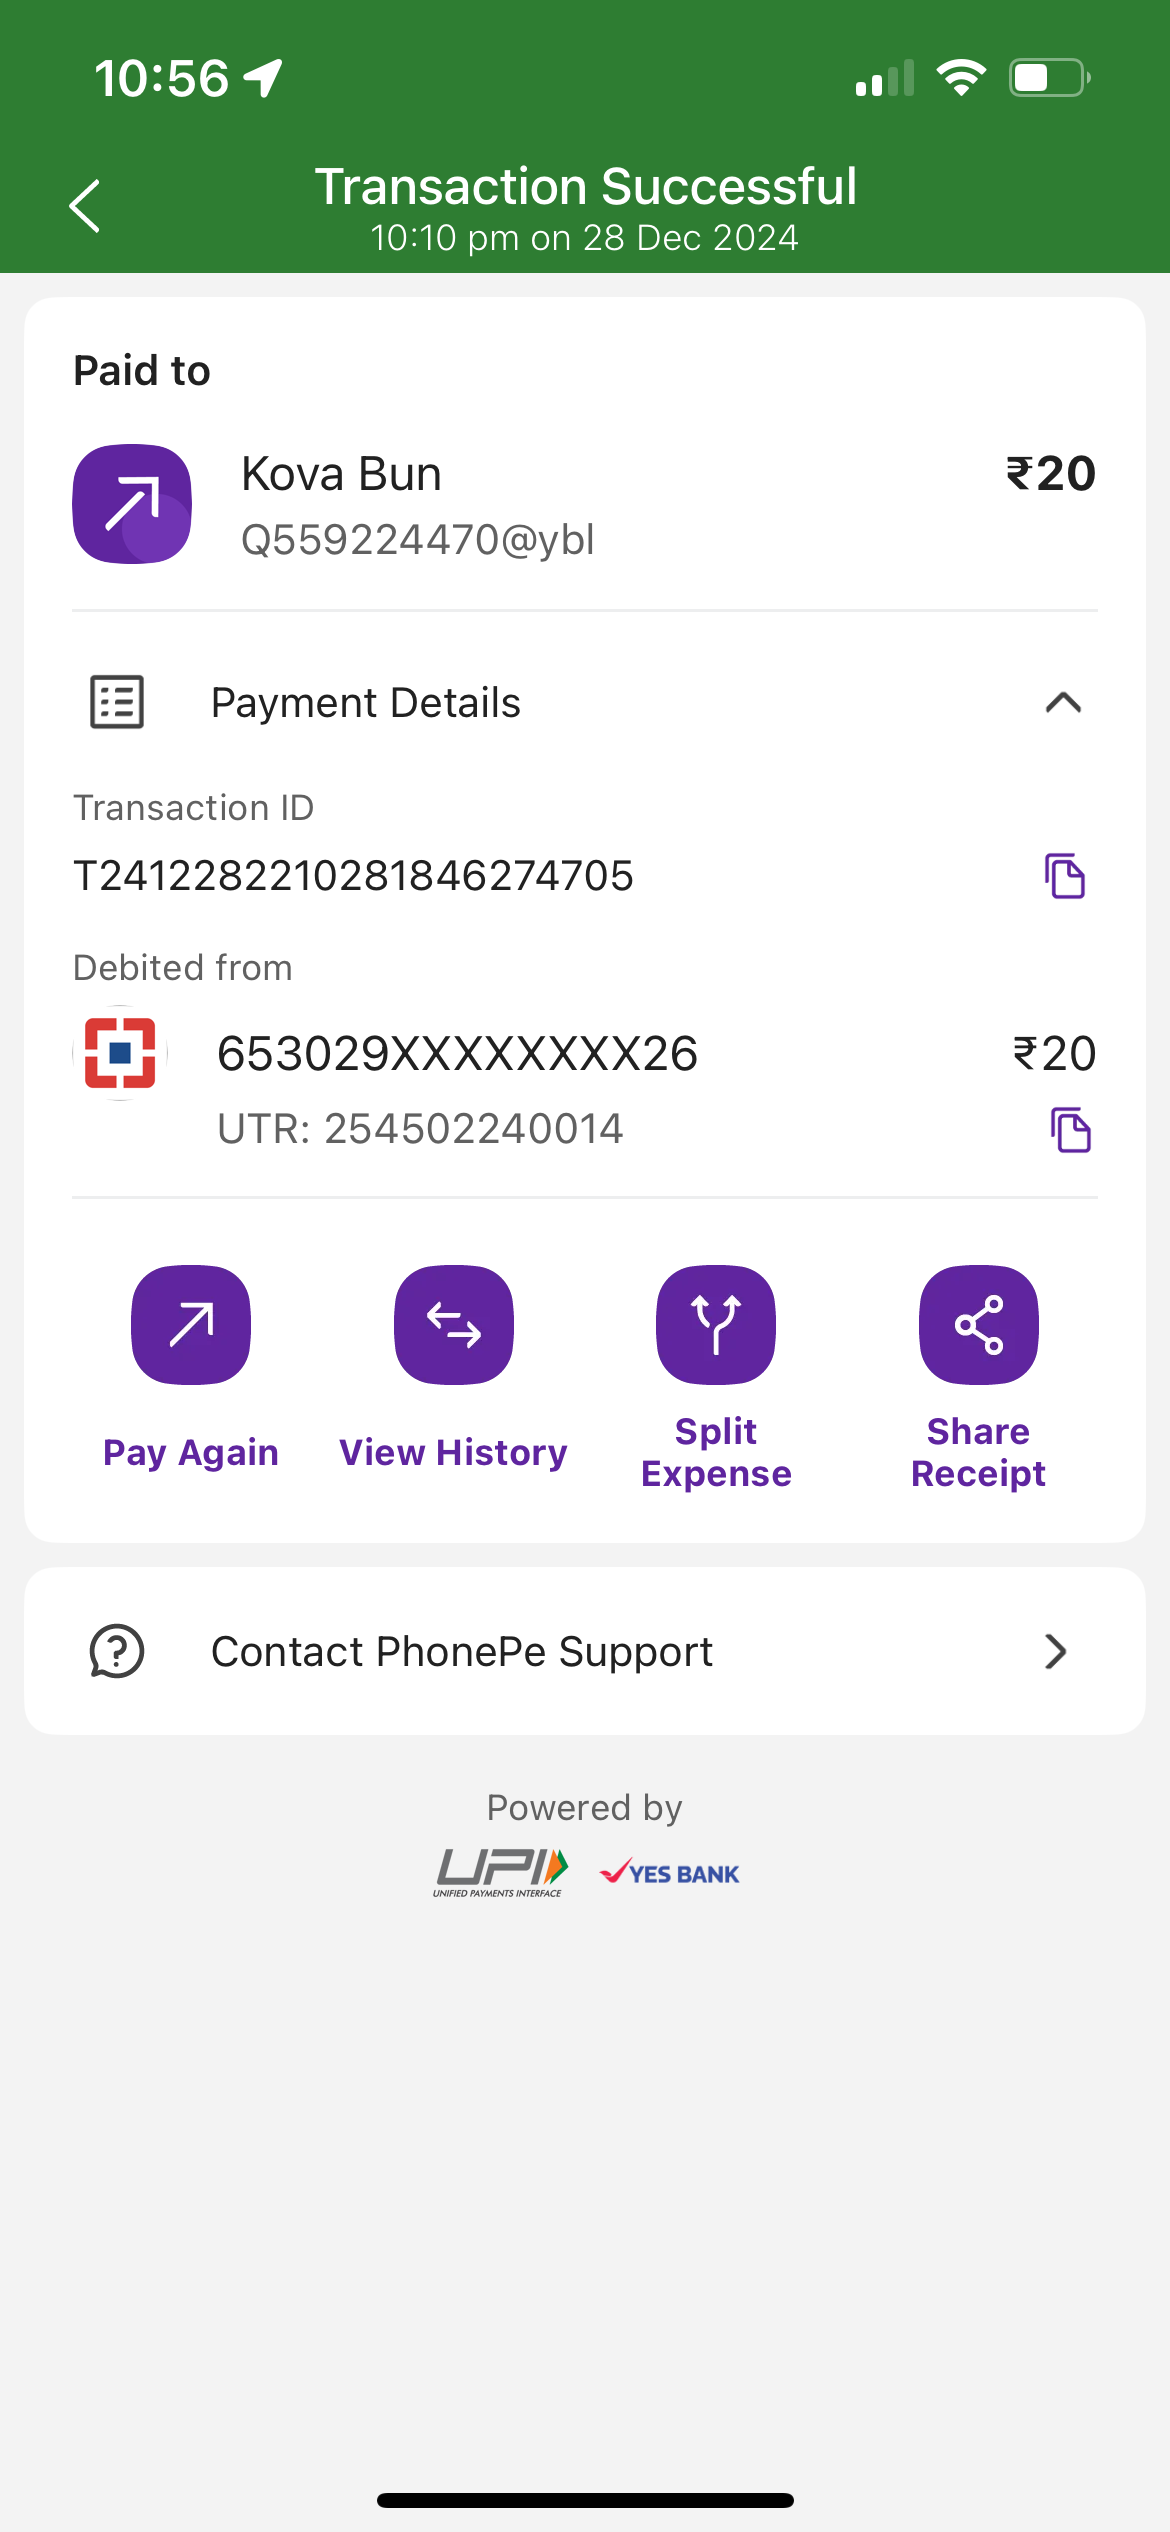 10:56
Transaction Successful
10:10 pm on 28 Dec 2024
Paid to
Kova Bun
₹20
Q559224470@ybl
Payment Details
Transaction ID
T2412282210281846274705
Debited from
653029XXXXXXXX26
₹20
UTR: 254502240014
Pay Again
View History
Split
Expense
Share
Receipt
Contact PhonePe Support
Powered by
UPI
UNIFIED PAYMENTS INTERFACE
YES BANK